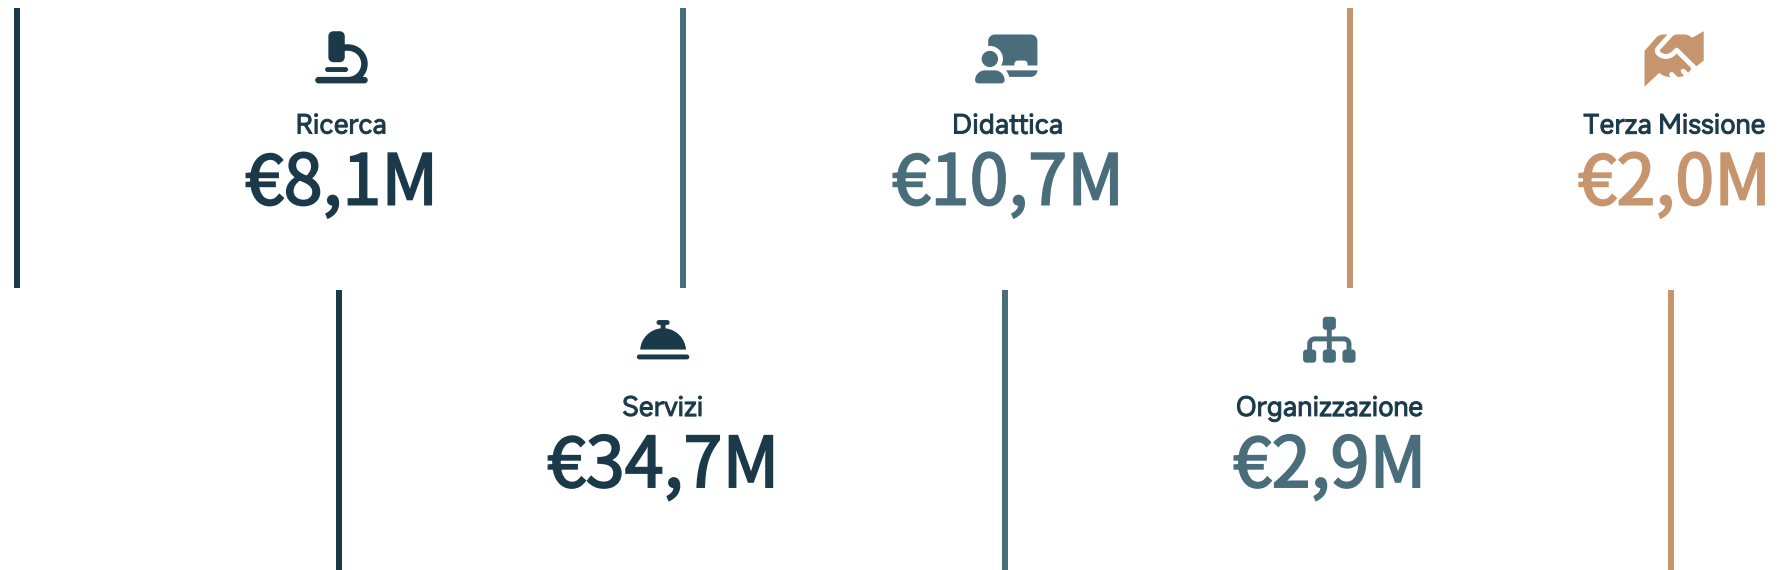 Ricerca
€8,1M
Didattica
€10,7M
Terza Missione
€2,0M
Servizi
€34,7M
Organizzazione
€2,9M